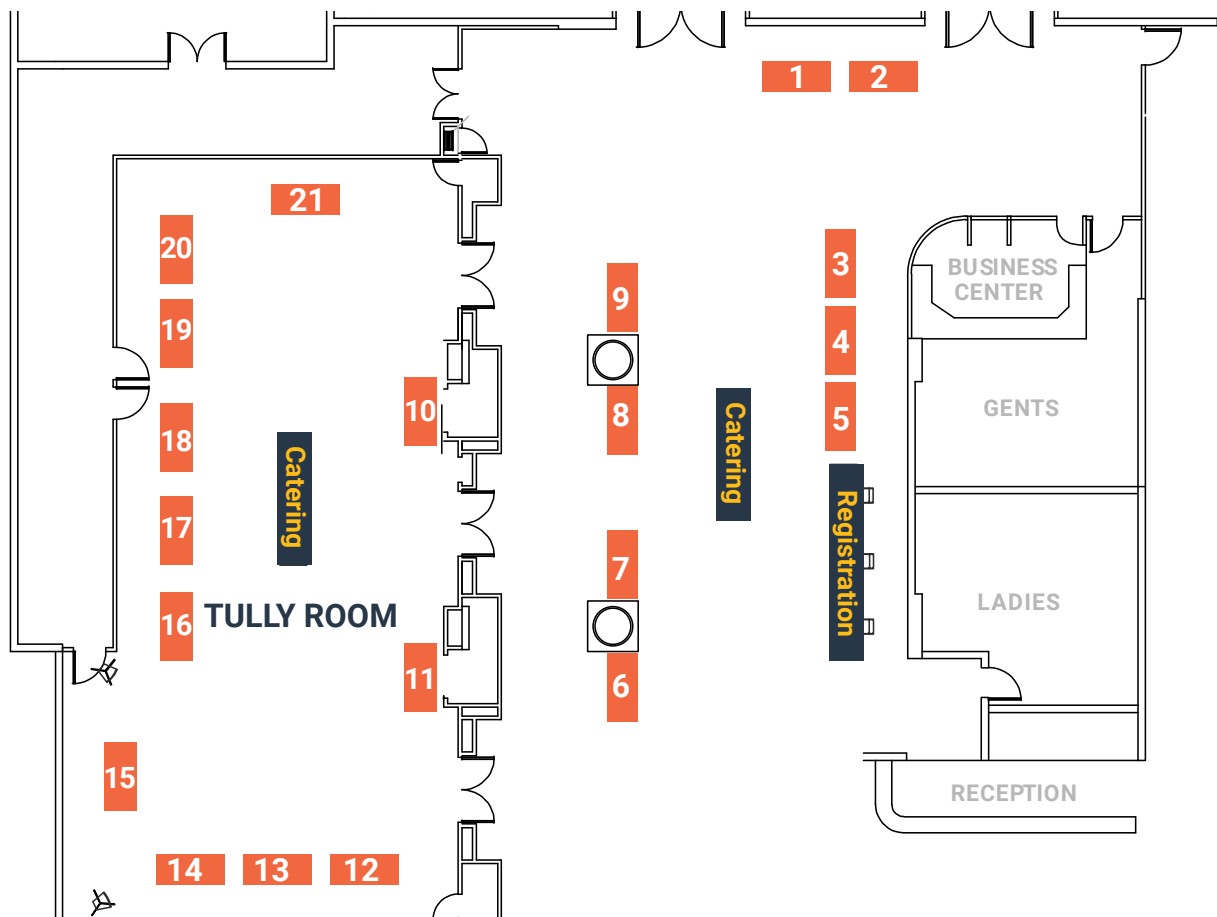 1
2
21
20
3
BUSINESS
CENTER
9
19
4
10
8
5
GENTS
18
Catering
Catering
17
7
Registration
16
TULLY ROOM
LADIES
11
6
15
RECEPTION
14
13
12